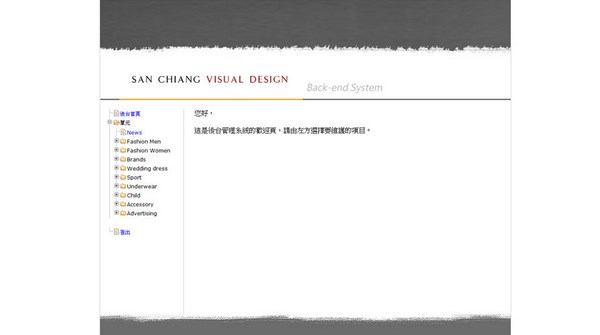 SAN CHIANG VISUAL DESIGN
Back-end System
後台首頁
單元
News
Fashion Men
Fashion Women
Brands
Wedding dress
Sport
Underwear
Child
Accessory
Advertising
登出
您好，
這是後台管理系統的歡迎頁，請由左方選擇要維護的項目。